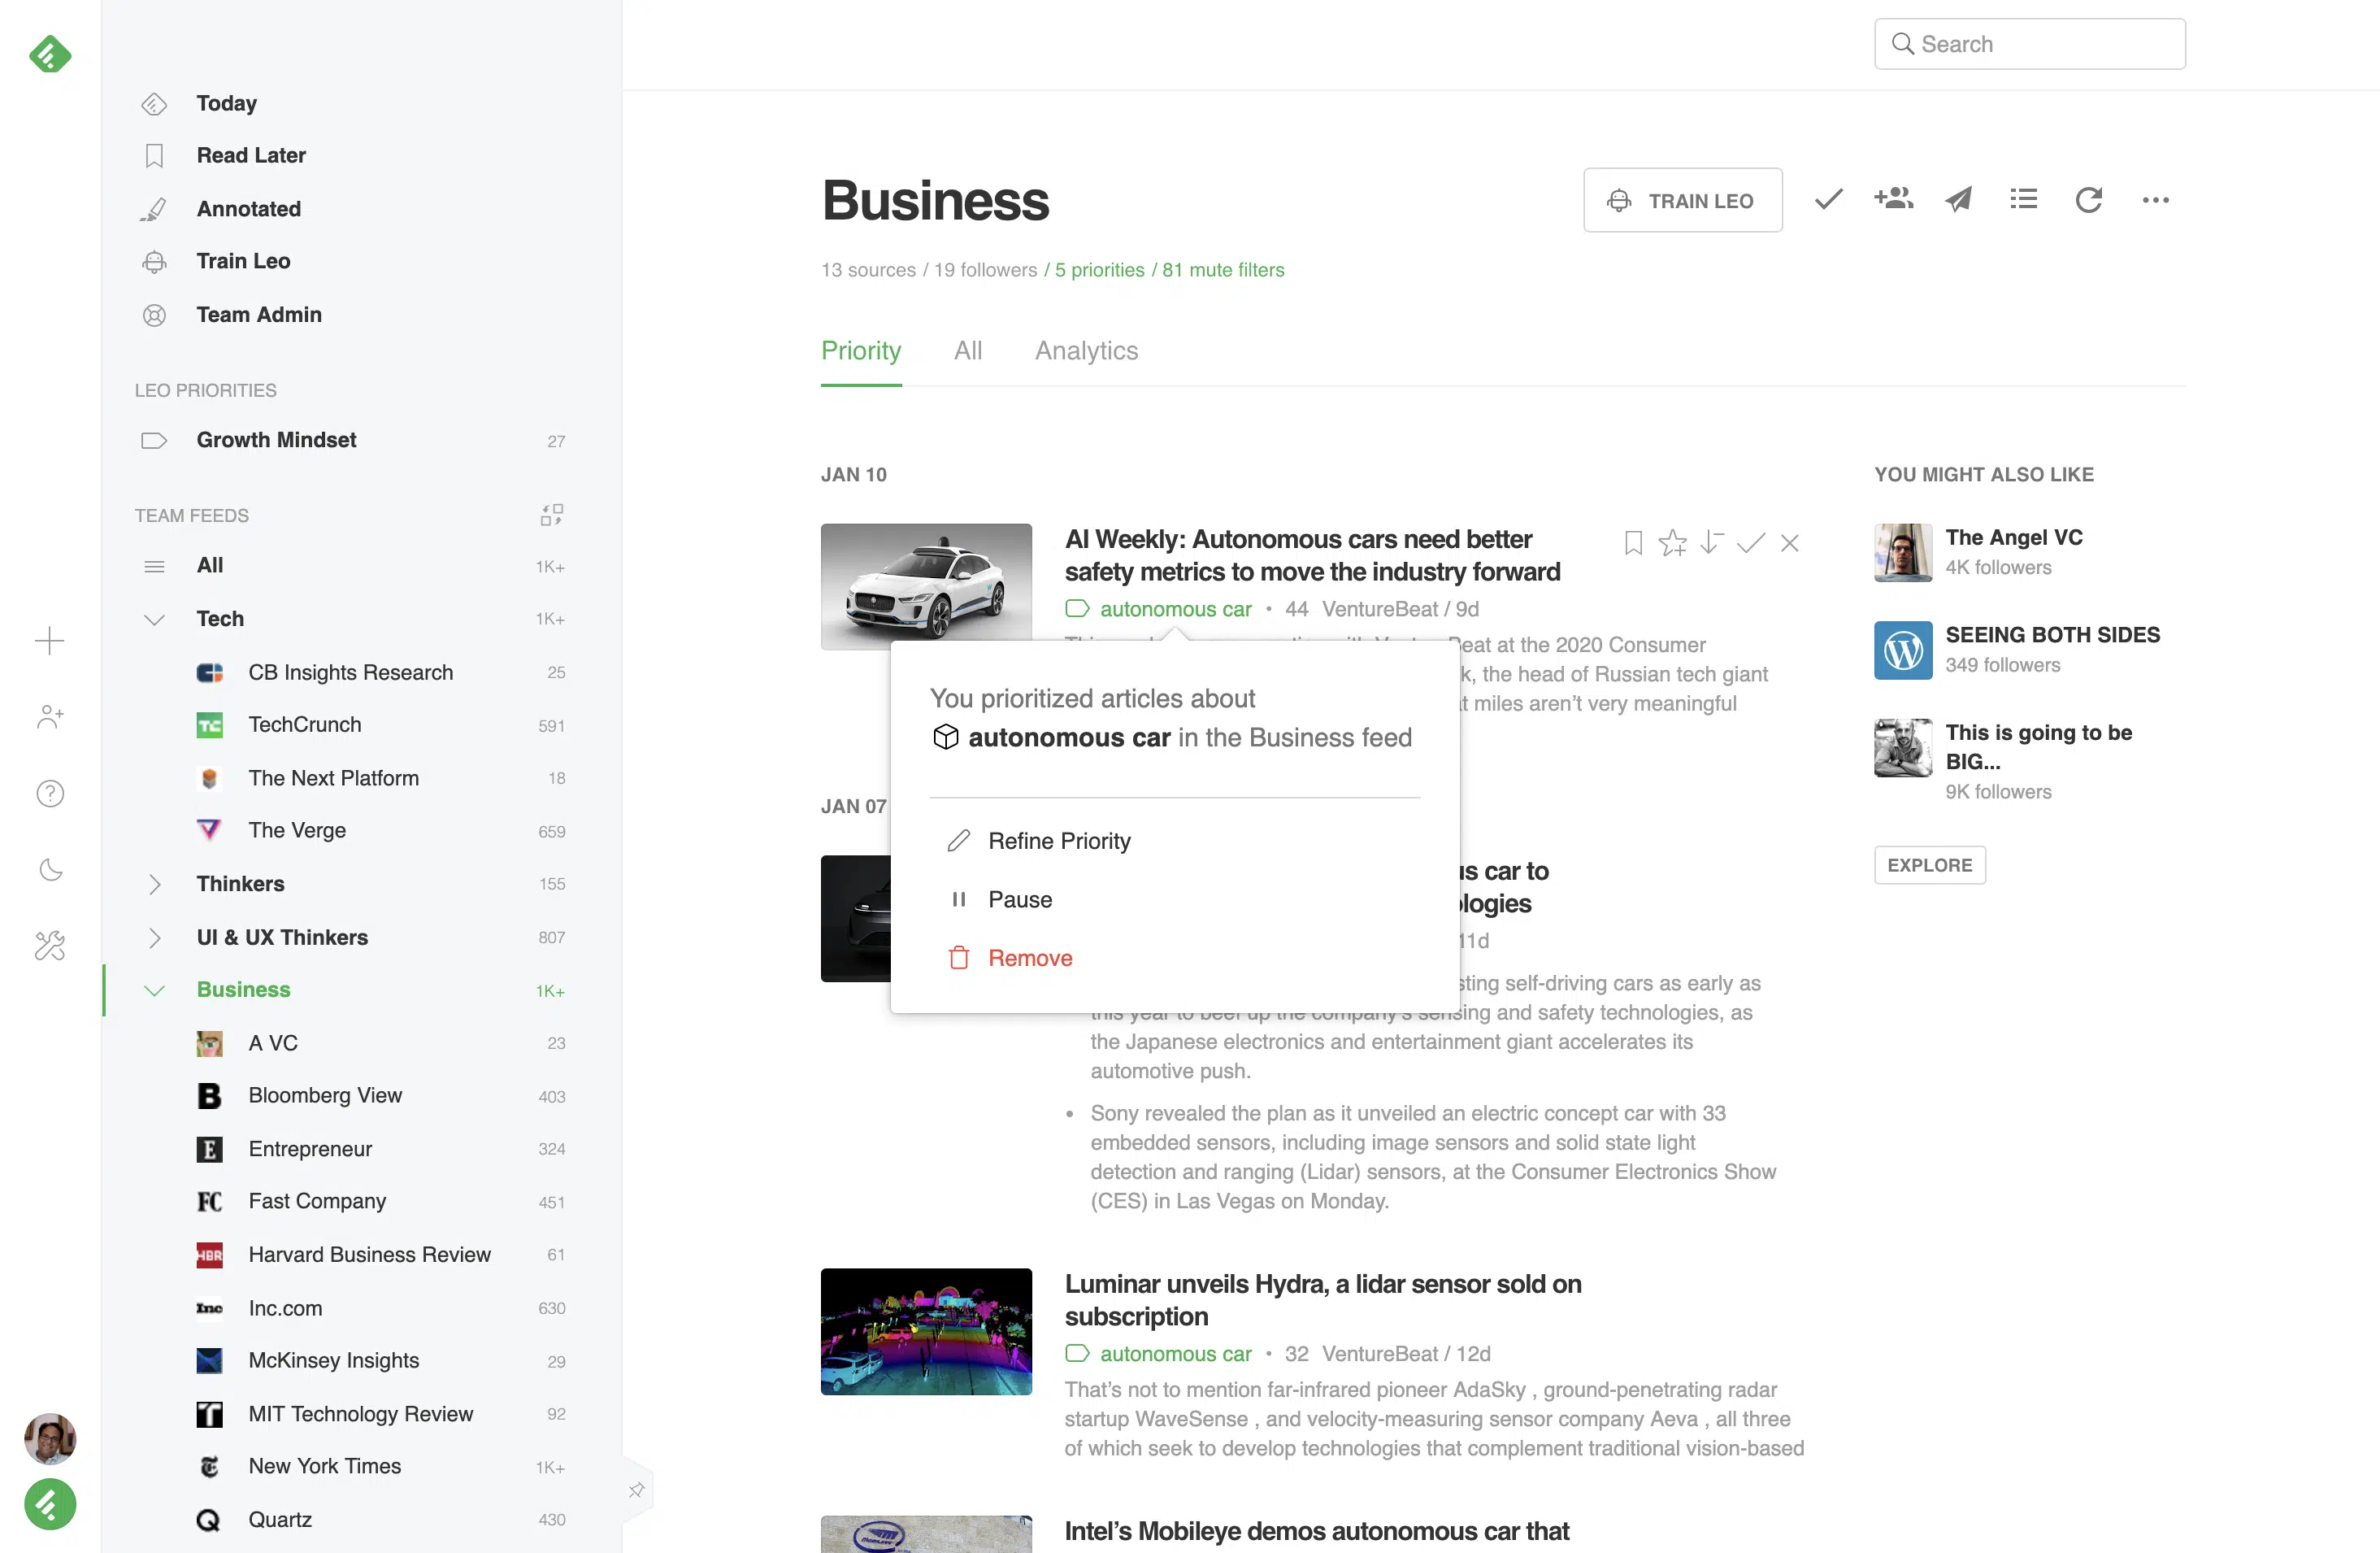 Search
Today
Read Later
Annotated
Train Leo
Team Admin
LEO PRIORITIES
Growth Mindset 27
TEAM FEEDS
All 1K+
Tech 1K+
CB Insights Research 25
TechCrunch 591
The Next Platform 18
The Verge 659
Thinkers 155
UI & UX Thinkers 807
Business 1K+
A VC 23
Bloomberg View 403
Entrepreneur 324
Fast Company 451
Harvard Business Review 61
Inc.com 630
McKinsey Insights 29
MIT Technology Review 92
New York Times 1K+
Quartz 430
Business
TRAIN LEO
13 sources / 19 followers / 5 priorities / 81 mute filters
Priority All Analytics
JAN 10
AI Weekly: Autonomous cars need better
safety metrics to move the industry forward
autonomous car • 44 VentureBeat / 9d
at the 2020 Consumer
, the head of Russian tech giant
miles aren't very meaningful
You prioritized articles about
autonomous car in the Business feed
Refine Priority
Pause
Remove
JAN 07
car to
11d
self-driving cars as early as
this year to beef up the company's sensing and safety technologies, as
the Japanese electronics and entertainment giant accelerates its
automotive push.
• Sony revealed the plan as it unveiled an electric concept car with 33
embedded sensors, including image sensors and solid state light
detection and ranging (Lidar) sensors, at the Consumer Electronics Show
(CES) in Las Vegas on Monday.
Luminar unveils Hydra, a lidar sensor sold on
subscription
autonomous car • 32 VentureBeat / 12d
That's not to mention far-infrared pioneer AdaSky , ground-penetrating radar
startup WaveSense , and velocity-measuring sensor company Aeva , all three
of which seek to develop technologies that complement traditional vision-based
Intel's Mobileye demos autonomous car that
YOU MIGHT ALSO LIKE
The Angel VC
4K followers
SEEING BOTH SIDES
349 followers
This is going to be
BIG...
9K followers
EXPLORE